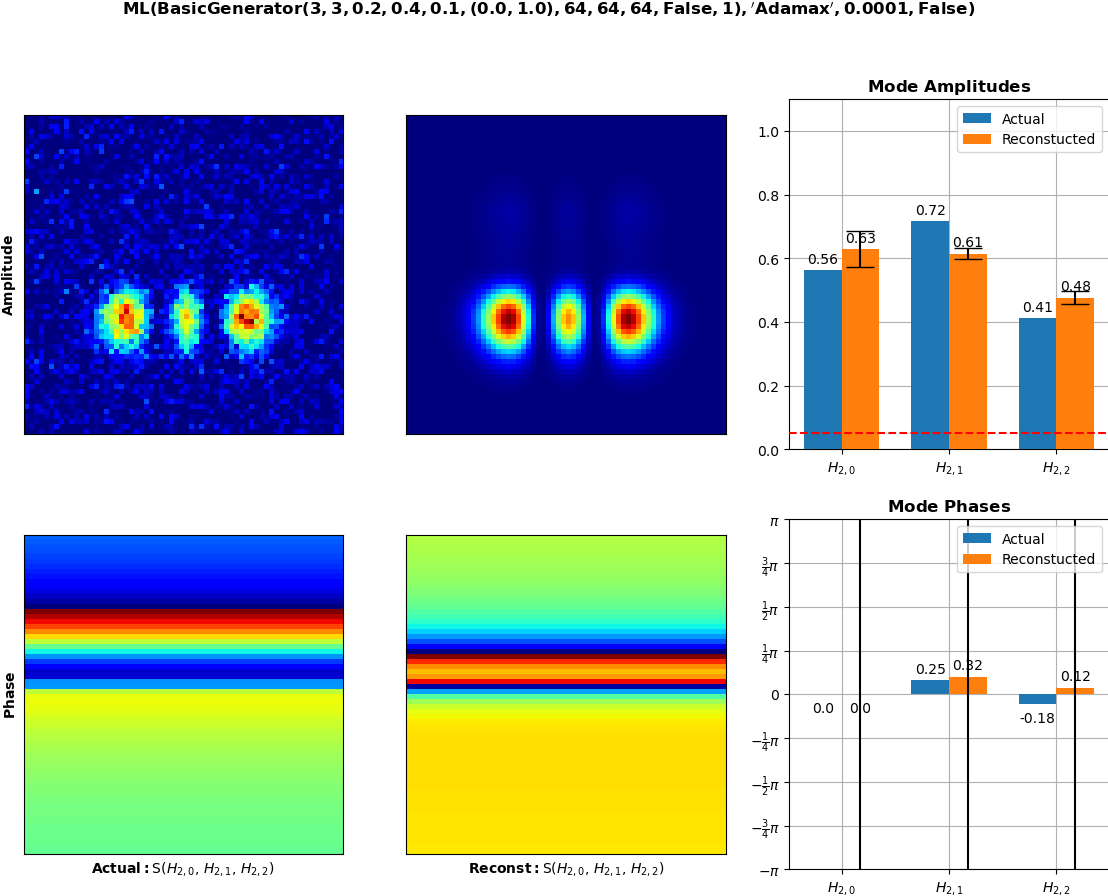 ML(BasicGenerator(3, 3, 0.2, 0.4, 0.1, (0.0, 1.0), 64, 64, 64, False, 1), ′Adamax′, 0.0001, False)
Amplitude
Mode Amplitudes
Actual
Reconstucted
1.0
0.8
0.6
0.4
0.2
0.0
0.56
0.63
0.72
0.61
0.41
0.48
H2,0
H2,1
H2,2
Phase
Actual: S(H2,0, H2,1, H2,2)
Reconst: S(H2,0, H2,1, H2,2)
Mode Phases
Actual
Reconstucted
π
3/4π
1/2π
1/4π
0
−1/4π
−1/2π
−3/4π
−π
0.0
0.0
0.25
0.32
-0.18
0.12
H2,0
H2,1
H2,2